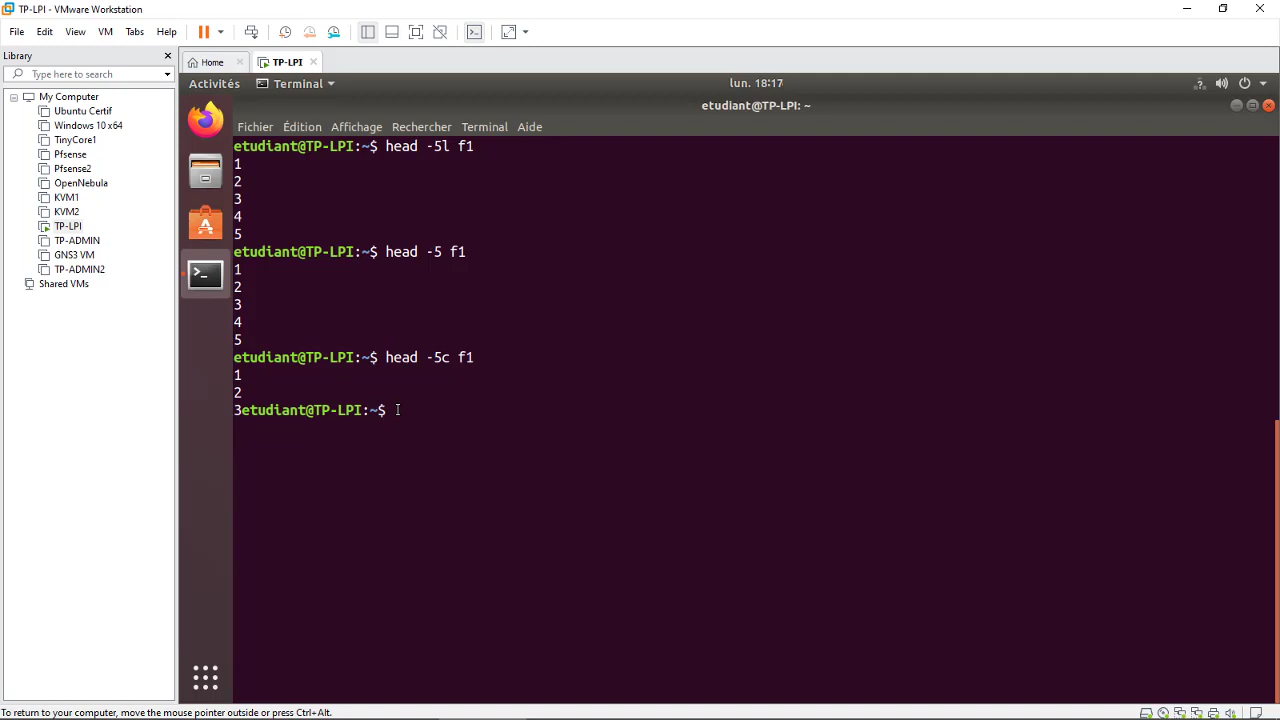 TP-LPI - VMware Workstation
File Edit View VM Tabs Help
Library
Type here to search
My Computer
Ubuntu Certif
Windows 10 x64
TinyCore1
Pfsense
Pfsense2
OpenNebula
KVM1
KVM2
TP-LPI
TP-ADMIN
GNS3 VM
TP-ADMIN2
Shared VMs
Home TP-LPI
Activités Terminal lun. 18:17
etudiant@TP-LPI: ~
Fichier Édition Affichage Rechercher Terminal Aide
etudiant@TP-LPI:~$ head -5l f1
1
2
3
4
5
etudiant@TP-LPI:~$ head -5 f1
1
2
3
4
5
etudiant@TP-LPI:~$ head -5c f1
1
2
3etudiant@TP-LPI:~$
To return to your computer, move the mouse pointer outside or press Ctrl+Alt.